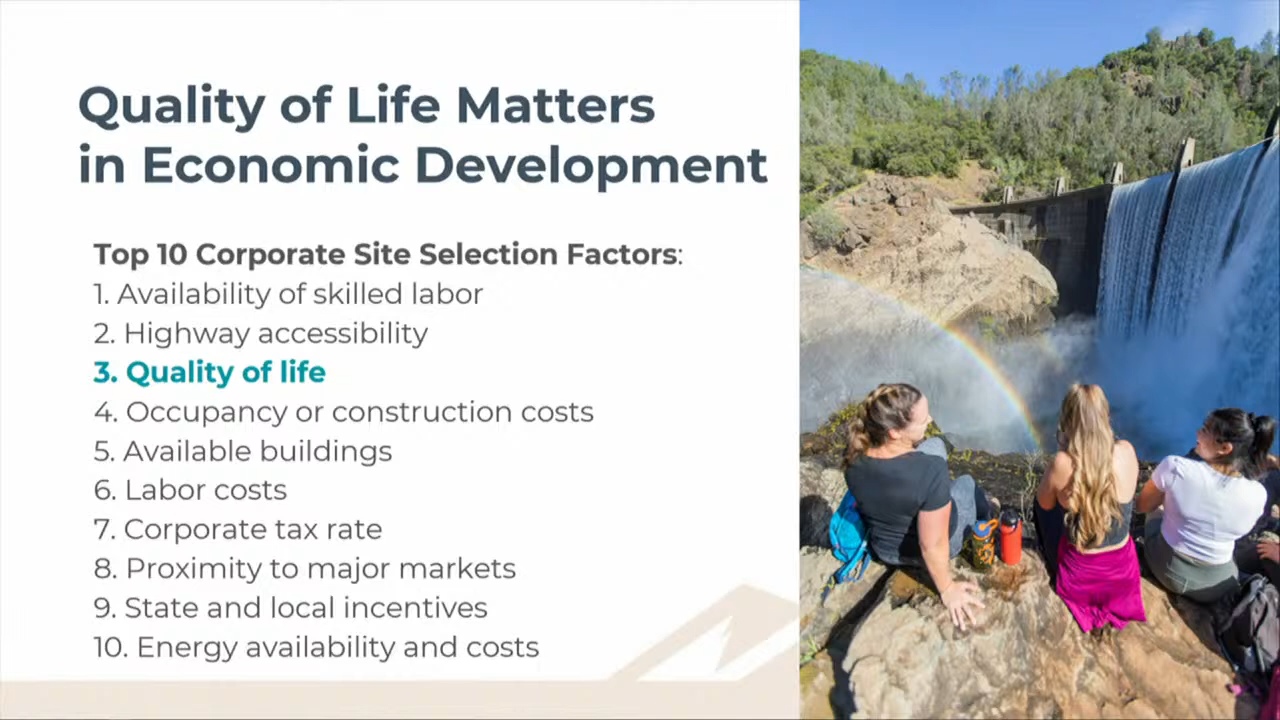 Quality of Life Matters
in Economic Development
Top 10 Corporate Site Selection Factors:
1. Availability of skilled labor
2. Highway accessibility
3. Quality of life
4. Occupancy or construction costs
5. Available buildings
6. Labor costs
7. Corporate tax rate
8. Proximity to major markets
9. State and local incentives
10. Energy availability and costs